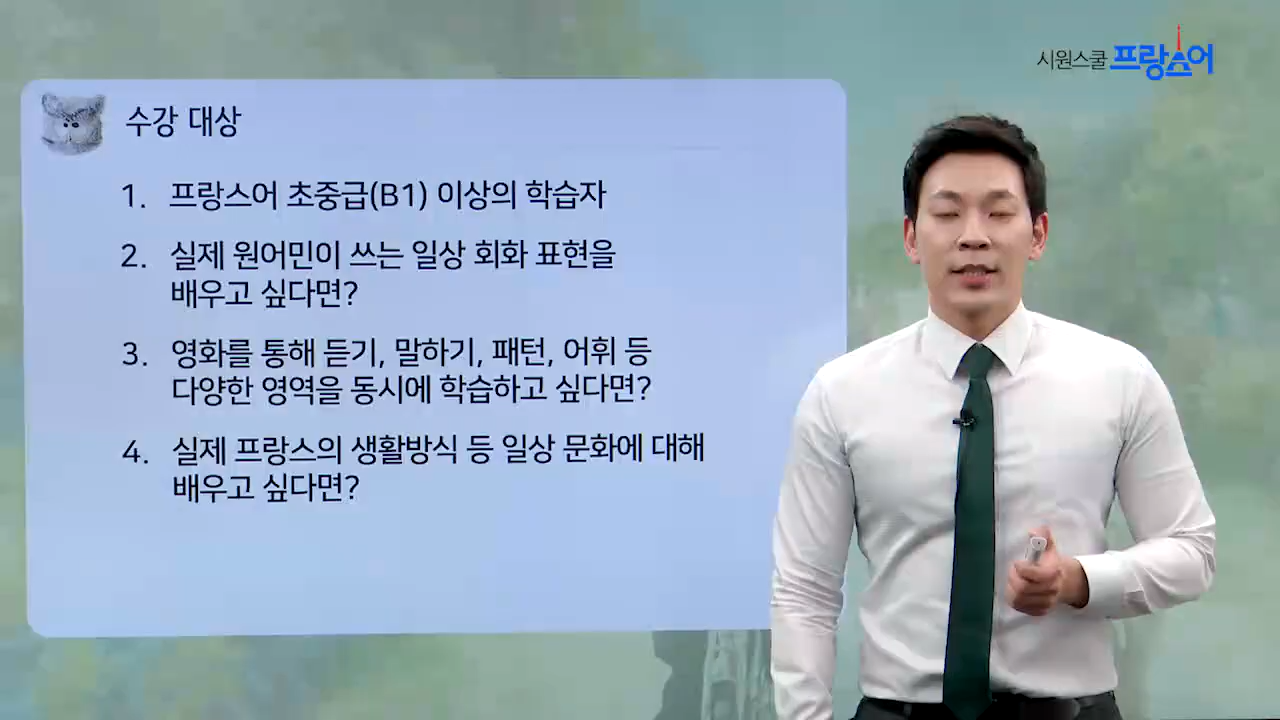 시원스쿨 프랑스어
수강 대상
1. 프랑스어 초중급(B1) 이상의 학습자
2. 실제 원어민이 쓰는 일상 회화 표현을
배우고 싶다면?
3. 영화를 통해 듣기, 말하기, 패턴, 어휘 등
다양한 영역을 동시에 학습하고 싶다면?
4. 실제 프랑스의 생활방식 등 일상 문화에 대해
배우고 싶다면?